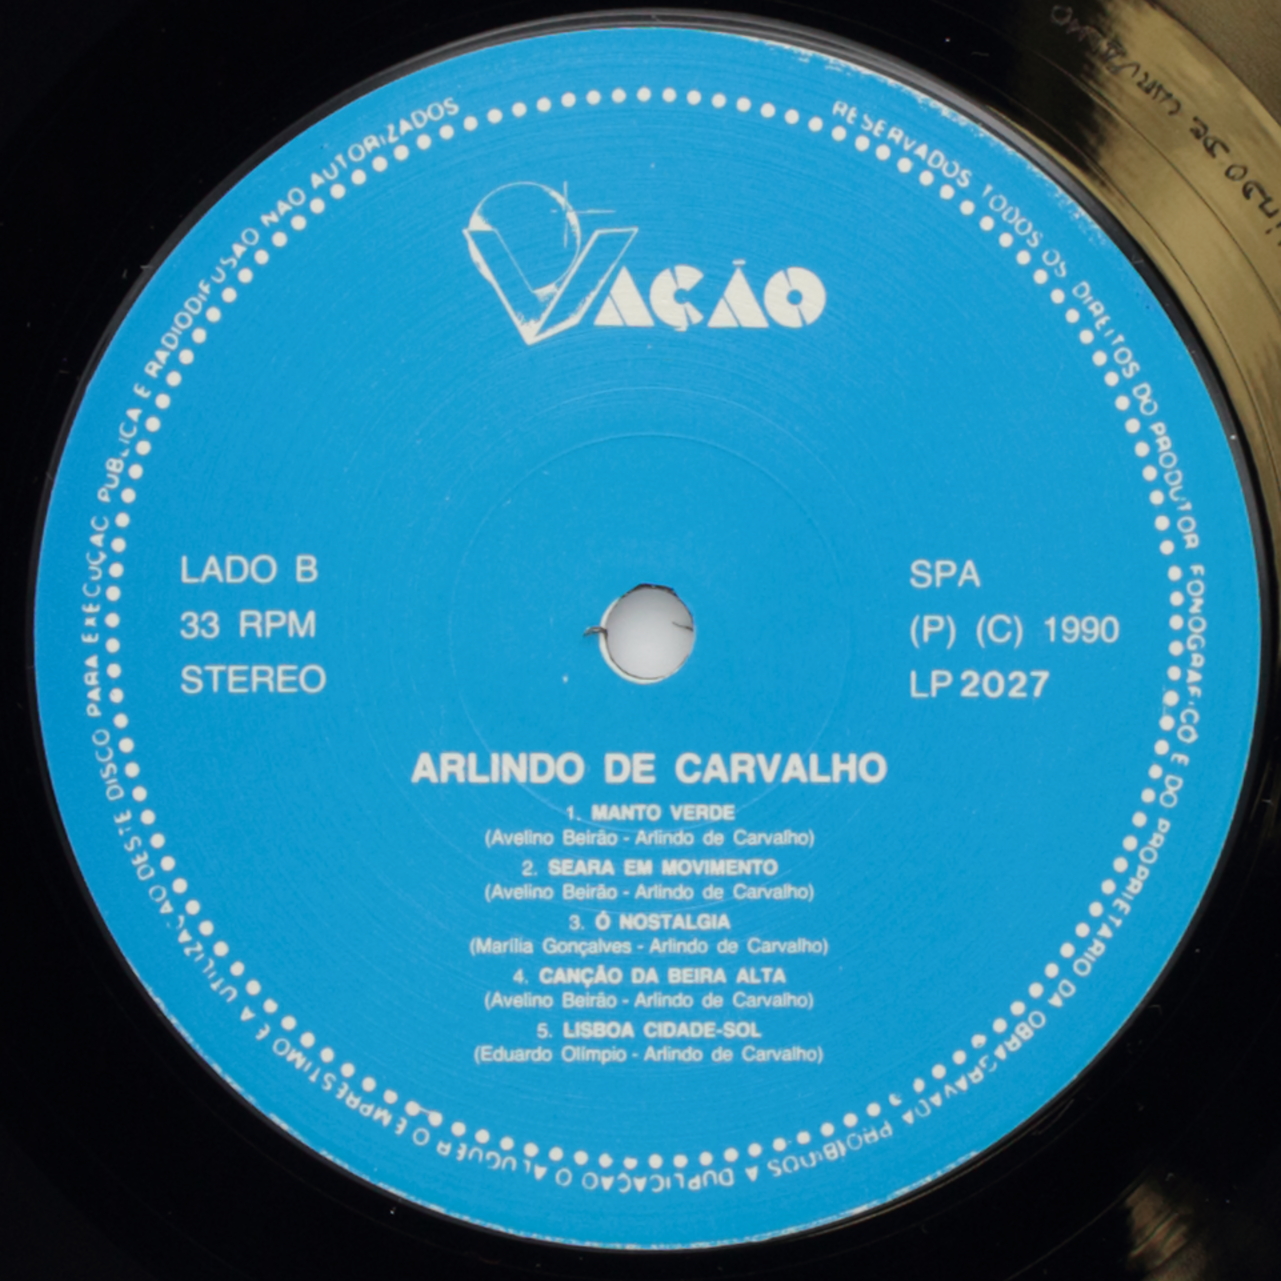 RESERVADOS TODOS OS DIREITOS DO PRODUTOR FONOGRAFICO E DO PROPRIETARIO DA OBRA GRAVADA PROIBIDOS A DUPLICAÇAO O ALUGUER O EMPRESTIMO E A UTILIZAÇAO DESTE DISCO PARA EXECUÇAO PUBLICA E RADIODIFUSAO NAO AUTORIZADOS
OVAÇÃO
LADO B
33 RPM
STEREO
SPA
(P) (C) 1990
LP 2027
ARLINDO DE CARVALHO
1. MANTO VERDE
(Avelino Beirão - Arlindo de Carvalho)
2. SEARA EM MOVIMENTO
(Avelino Beirão - Arlindo de Carvalho)
3. Ó NOSTALGIA
(Marília Gonçalves - Arlindo de Carvalho)
4. CANÇÃO DA BEIRA ALTA
(Avelino Beirão - Arlindo de Carvalho)
5. LISBOA CIDADE-SOL
(Eduardo Olímpio - Arlindo de Carvalho)